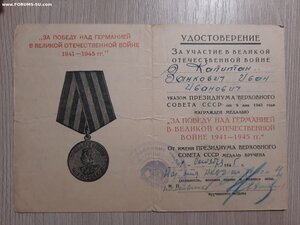 www.FORUMS-SU.com
„ЗА ПОБЕДУ НАД ГЕРМАНИЕЙ
В ВЕЛИКОЙ ОТЕЧЕСТВЕННОЙ ВОЙНЕ
1941—1945 гг.“
УДОСТОВЕРЕНИЕ
ЗА УЧАСТИЕ В ВЕЛИКОЙ
ОТЕЧЕСТВЕННОЙ ВОЙНЕ
Капитан
Иван
Иванович
УКАЗОМ ПРЕЗИДИУМА ВЕРХОВНОГО
СОВЕТА СССР от 9 мая 1945 года
НАГРАЖДЕН МЕДАЛЬЮ
„ЗА ПОБЕДУ НАД ГЕРМАНИЕЙ
В ВЕЛИКОЙ ОТЕЧЕСТВЕННОЙ
ВОЙНЕ 1941—1945 гг.“
ОТ ИМЕНИ ПРЕЗИДИУМА ВЕРХОВНОГО
СОВЕТА СССР МЕДАЛЬ ВРУЧЕНА
194